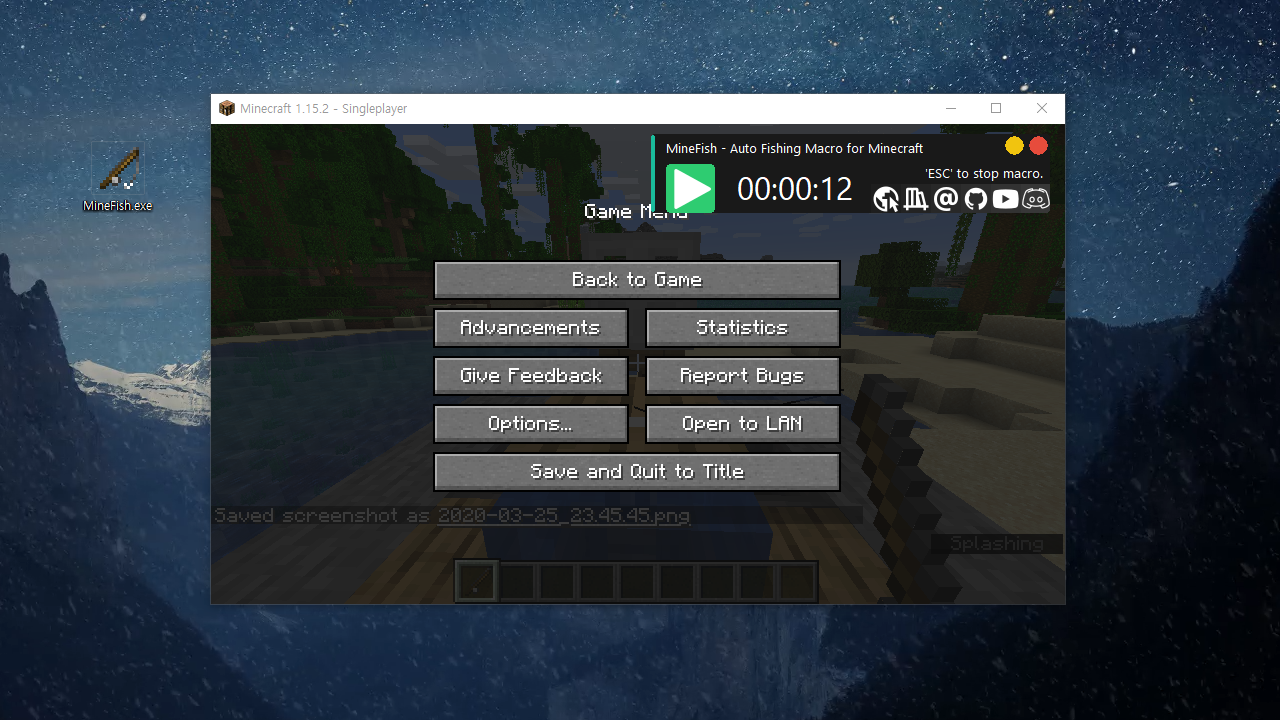 Minecraft 1.15.2 - Singleplayer
MineFish - Auto Fishing Macro for Minecraft
'ESC' to stop macro.
00:00:12
MineFish.exe
Game Menu
Back to Game
Advancements
Statistics
Give Feedback
Report Bugs
Options...
Open to LAN
Save and Quit to Title
Saved screenshot as 2020-03-25_23.45.45.png
Splashing